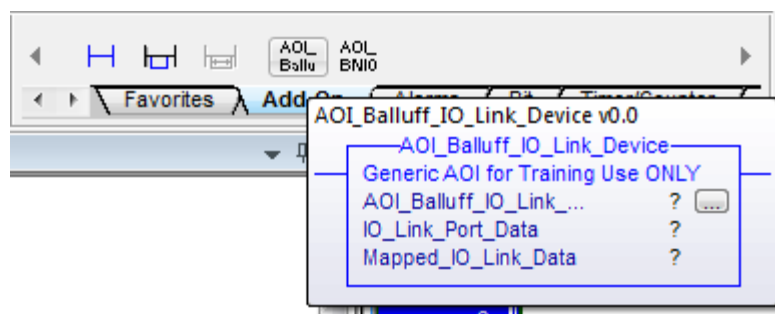 AOI_ AOI_
Ballu BNI0
Favorites Add-On Alarms Bit Timer/Counter
AOI_Balluff_IO_Link_Device v0.0
AOI_Balluff_IO_Link_Device
Generic AOI for Training Use ONLY
AOI_Balluff_IO_Link_... ? ...
IO_Link_Port_Data ?
Mapped_IO_Link_Data ?